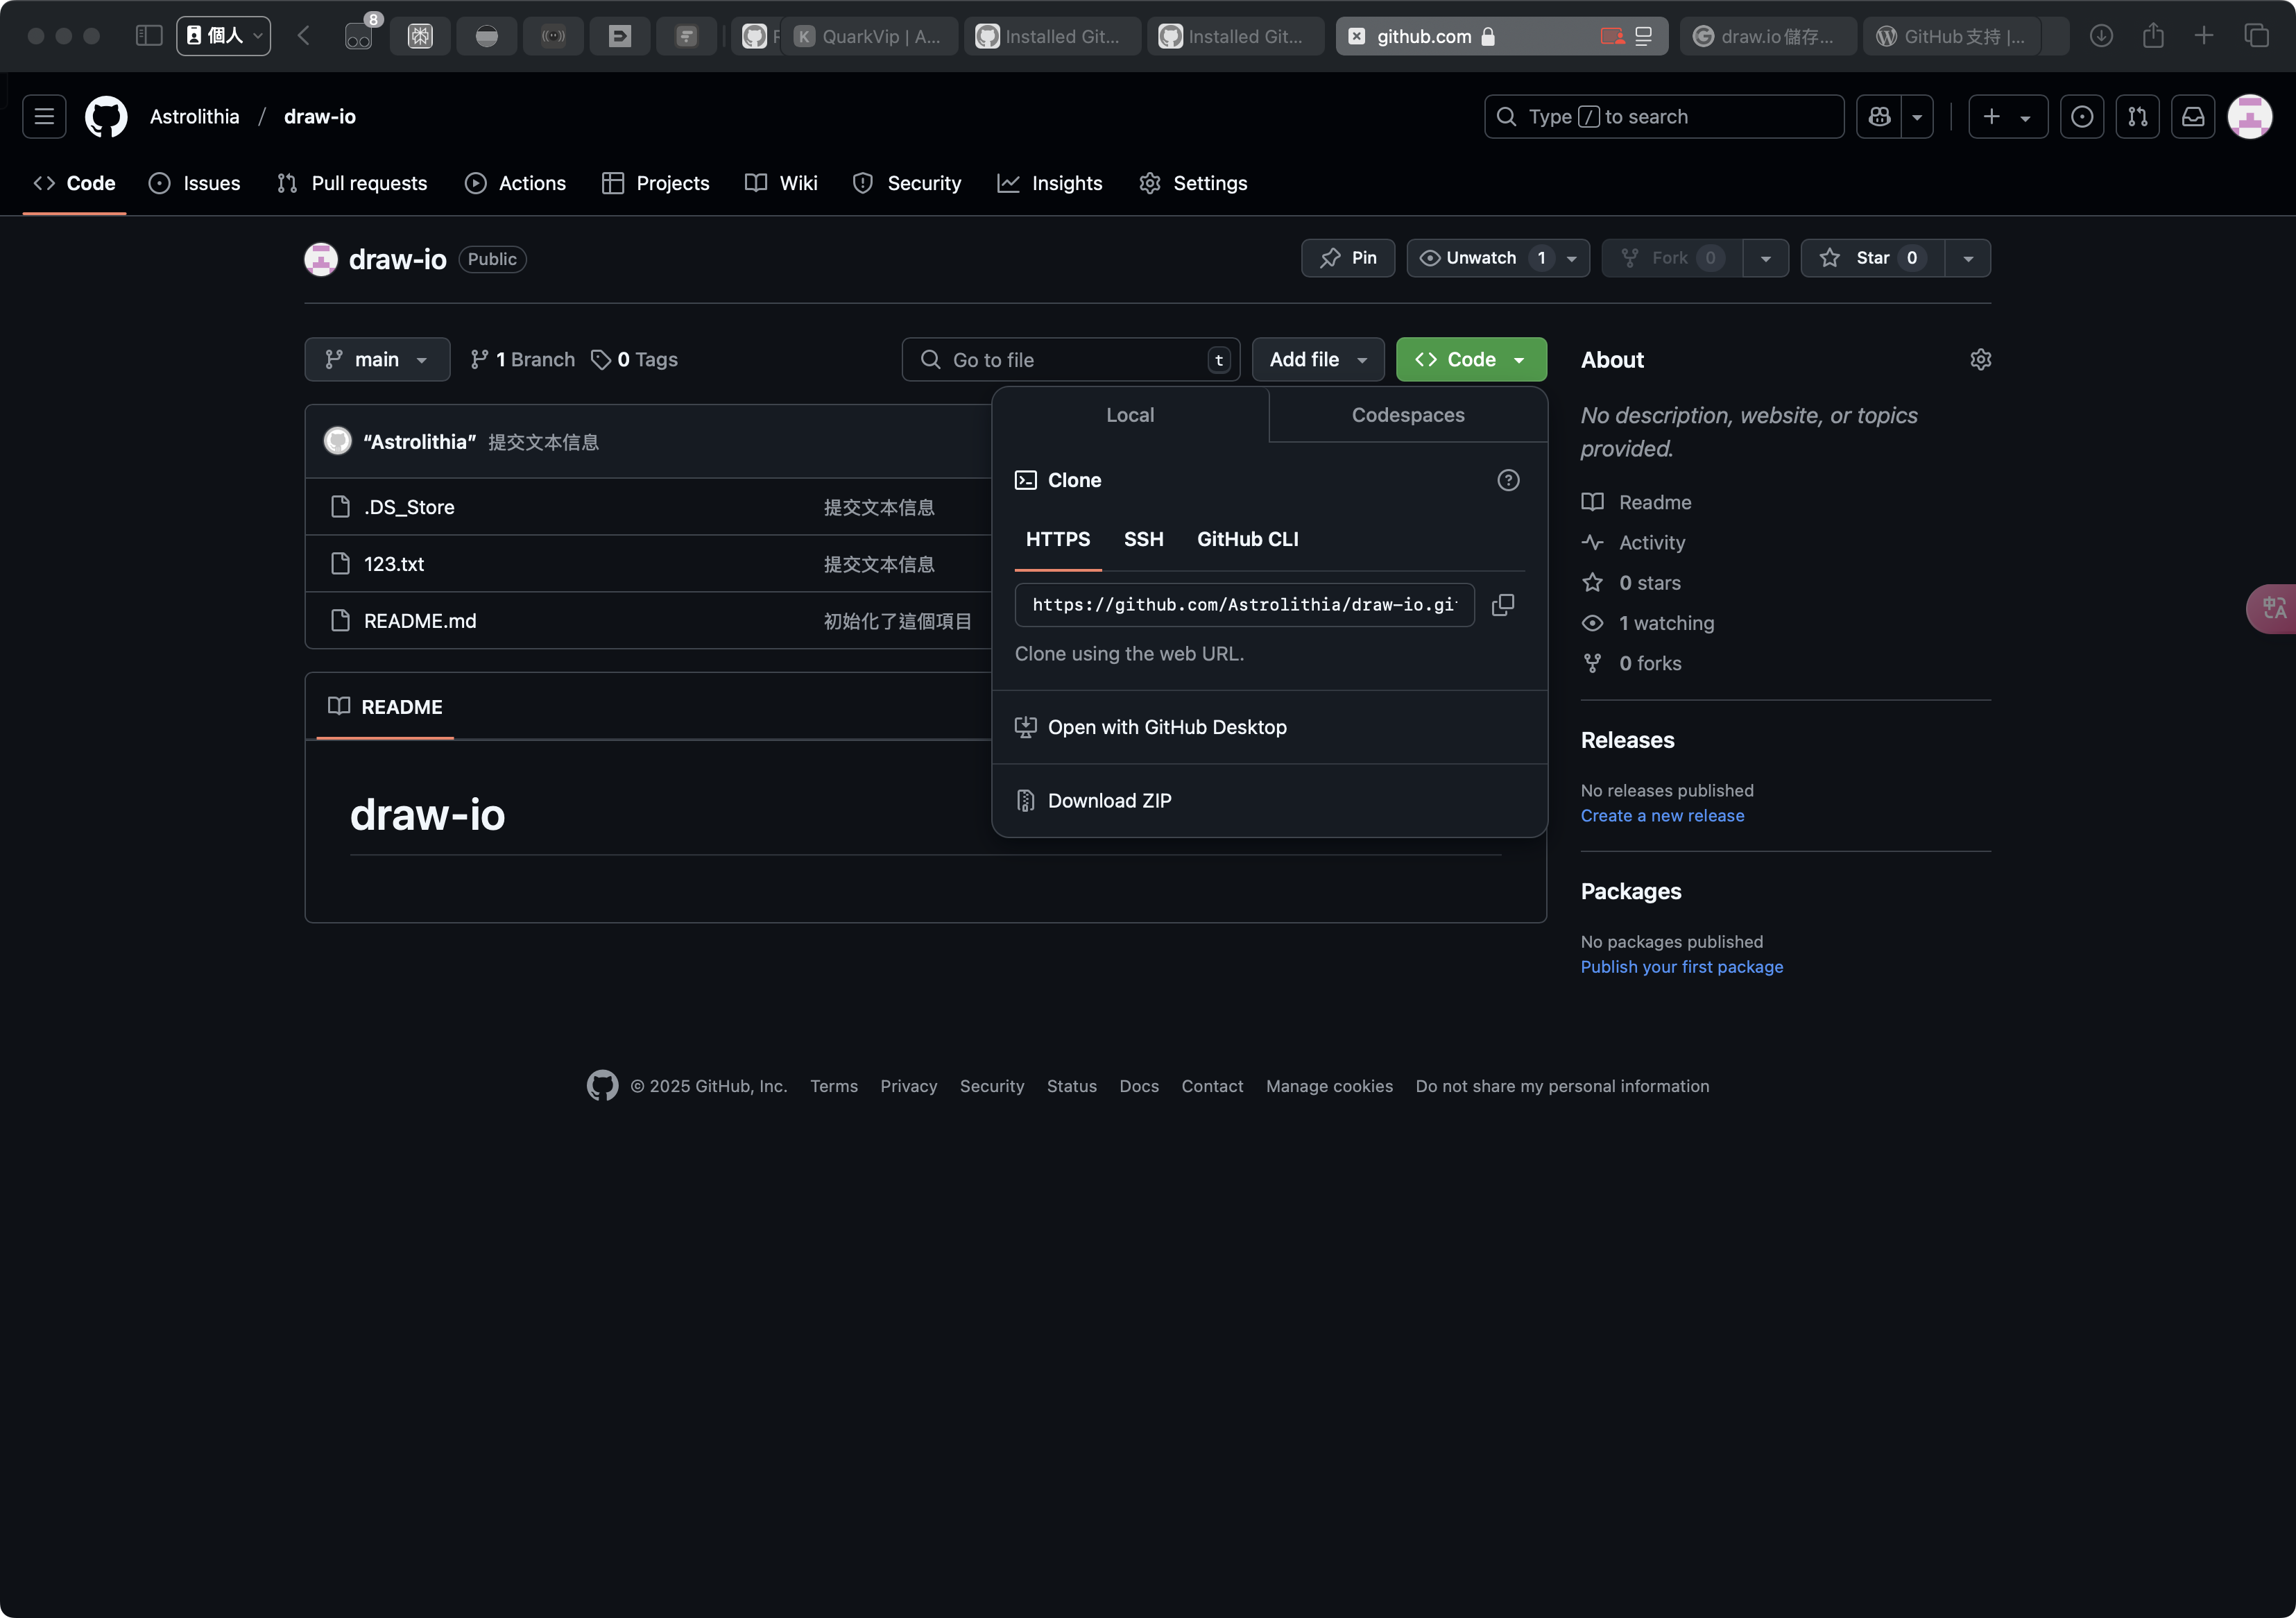 個人
8
F
K QuarkVip | A...
Installed Git...
Installed Git...
github.com
draw.io儲存...
GitHub支持 |...
Astrolithia / draw-io
Type / to search
Code
Issues
Pull requests
Actions
Projects
Wiki
Security
Insights
Settings
draw-io Public
Pin
Unwatch 1
Fork 0
Star 0
main
1 Branch
0 Tags
Go to file t
Add file
Code
Local
Codespaces
“Astrolithia” 提交文本信息
.DS_Store 提交文本信息
123.txt 提交文本信息
README.md 初始化了這個項目
Clone
HTTPS SSH GitHub CLI
https://github.com/Astrolithia/draw-io.gi
Clone using the web URL.
Open with GitHub Desktop
Download ZIP
README
draw-io
About
No description, website, or topics
provided.
Readme
Activity
0 stars
1 watching
0 forks
Releases
No releases published
Create a new release
Packages
No packages published
Publish your first package
中A
© 2025 GitHub, Inc. Terms Privacy Security Status Docs Contact Manage cookies Do not share my personal information